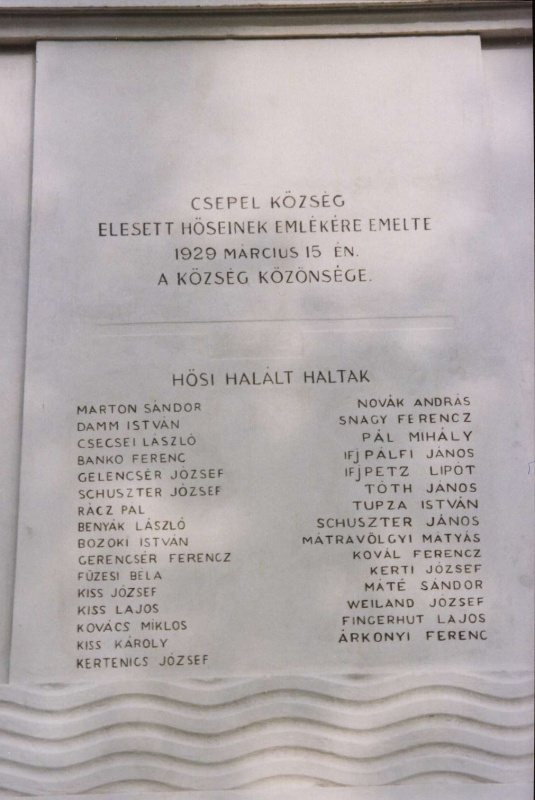 CSEPEL KÖZSÉG
ELESETT HŐSEINEK EMLÉKÉRE EMELTE
1929 MÁRCIUS 15 ÉN.
A KÖZSÉG KÖZÖNSÉGE.
HŐSI HALÁLT HALTAK
MARTON SÁNDOR
DAMM ISTVÁN
CSECSEI LÁSZLÓ
BANKO FERENC
GELENCSÉR JÓZSEF
SCHUSZTER JÓZSEF
RÁCZ PAL
BENYÁK LÁSZLÓ
BOZOKI ISTVÁN
GERENCSÉR FERENCZ
FÜZESI BÉLA
KISS JÓZSEF
KISS LAJOS
KOVÁCS MIKLOS
KISS KÁROLY
KERTENICS JÓZSEF
NOVÁK ANDRÁS
SNAGY FERENCZ
PÁL MIHÁLY
IFJ PÁLFI JÁNOS
IFJ PETZ LIPÓT
TÓTH JÁNOS
TUPZA ISTVÁN
SCHUSZTER JÁNOS
MÁTRAVÖLGYI MÁTYÁS
KOVÁL FERENCZ
KERTI JÓZSEF
MÁTÉ SÁNDOR
WEILAND JÓZSEF
FINGERHUT LAJOS
ÁRKONYI FERENC